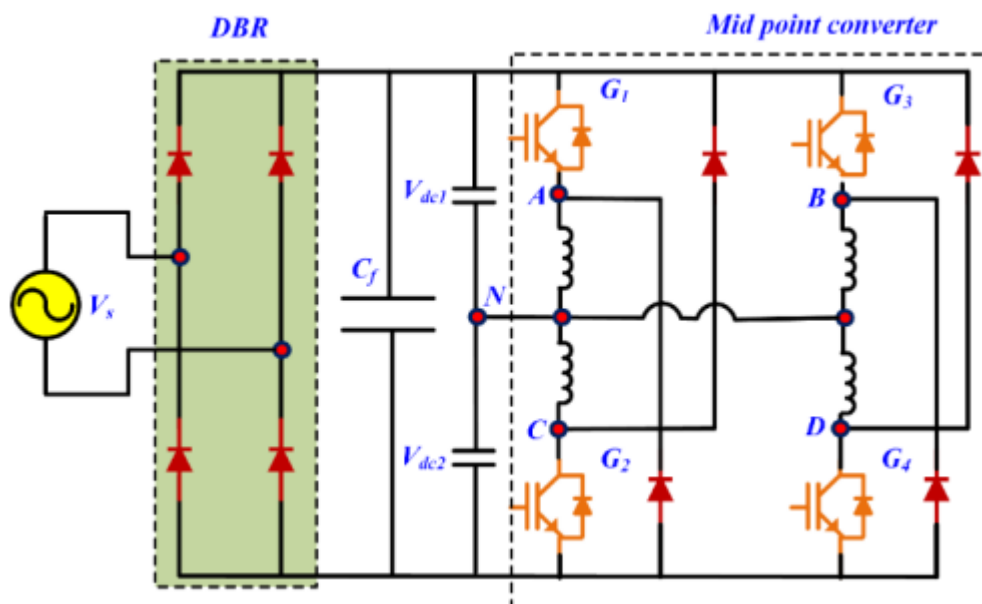 DBR
Mid point converter
G1
G3
Vdc1
A
B
Cf
N
Vs
C
D
Vdc2
G2
G4